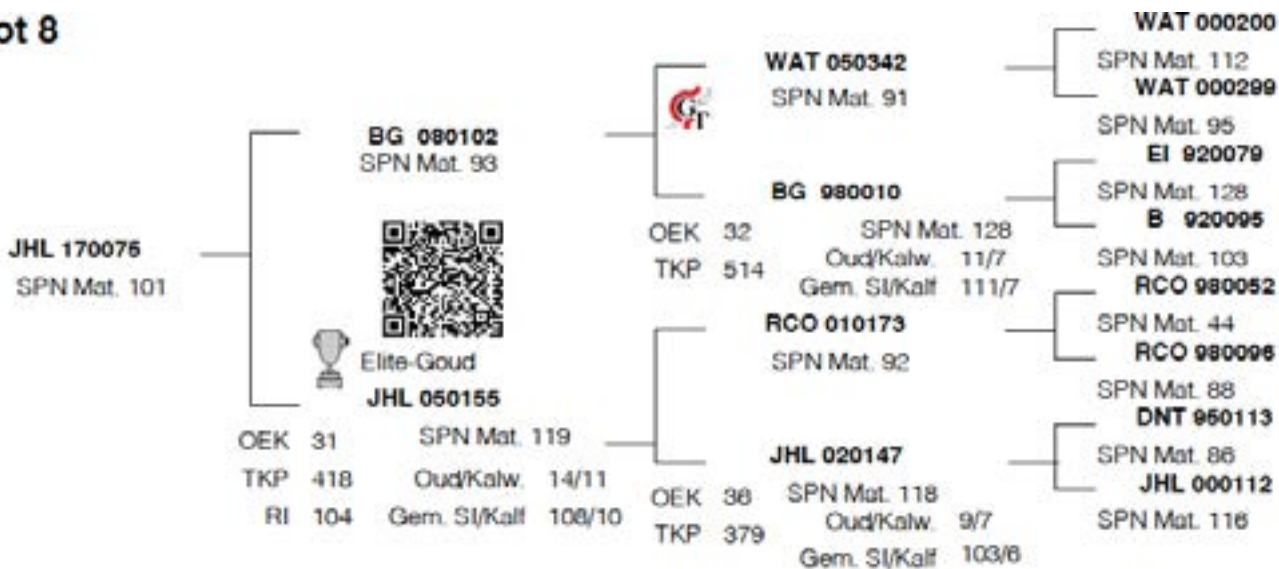 ot 8
JHL 170075
SPN Mat. 101
BG 080102
SPN Mat. 93
Elite-Goud
JHL 050155
OEK 31 SPN Mat. 119
TKP 418 Oud/Kalw. 14/11
RI 104 Gem. SI/Kalf 108/10
GT
WAT 050342
SPN Mat. 91
BG 980010
OEK 32 SPN Mat. 128
TKP 514 Oud/Kalw. 11/7
Gem. SI/Kalf 111/7
RCO 010173
SPN Mat. 92
JHL 020147
OEK 36 SPN Mat. 118
TKP 379 Oud/Kalw. 9/7
Gem. SI/Kalf 103/6
WAT 000200
SPN Mat. 112
WAT 000299
SPN Mat. 95
EI 920079
SPN Mat. 128
B 920095
SPN Mat. 103
RCO 980052
SPN Mat. 44
RCO 980096
SPN Mat. 88
DNT 950113
SPN Mat. 86
JHL 000112
SPN Mat. 116